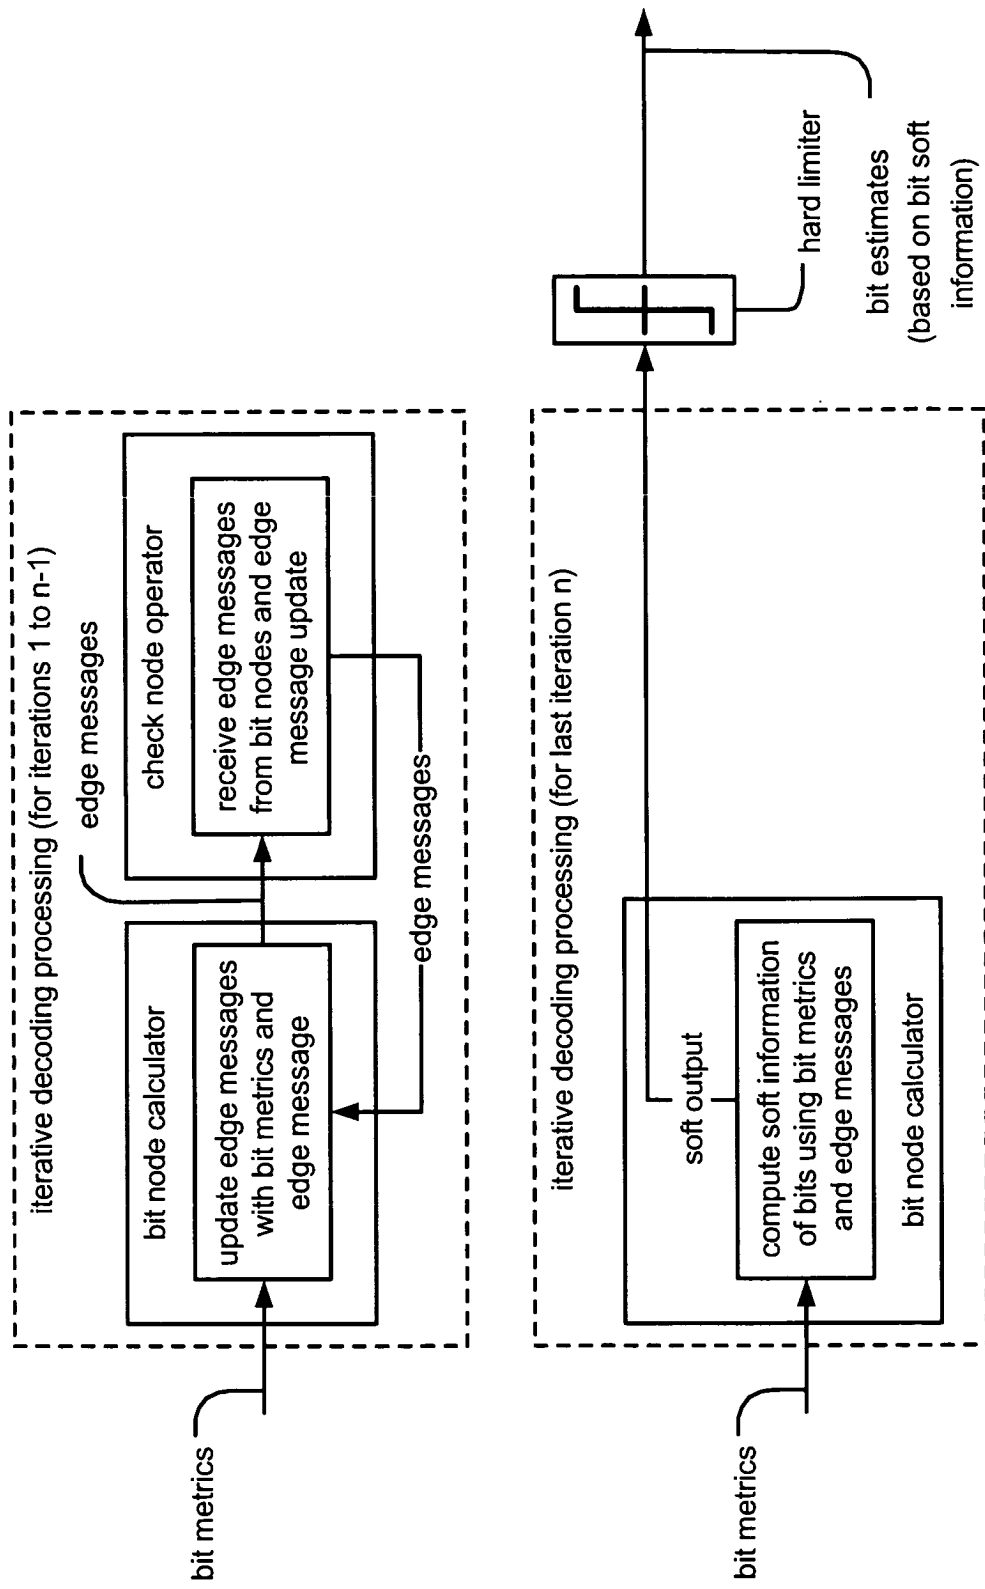 iterative decoding processing (for iterations 1 to n-1)
edge messages
bit node calculator
check node operator
bit metrics
update edge messages
with bit metrics and
edge message
receive edge messages
from bit nodes and edge
message update
edge messages
iterative decoding processing (for last iteration n)
soft output
bit metrics
compute soft information
of bits using bit metrics
and edge messages
bit node calculator
hard limiter
bit estimates
(based on bit soft
information)